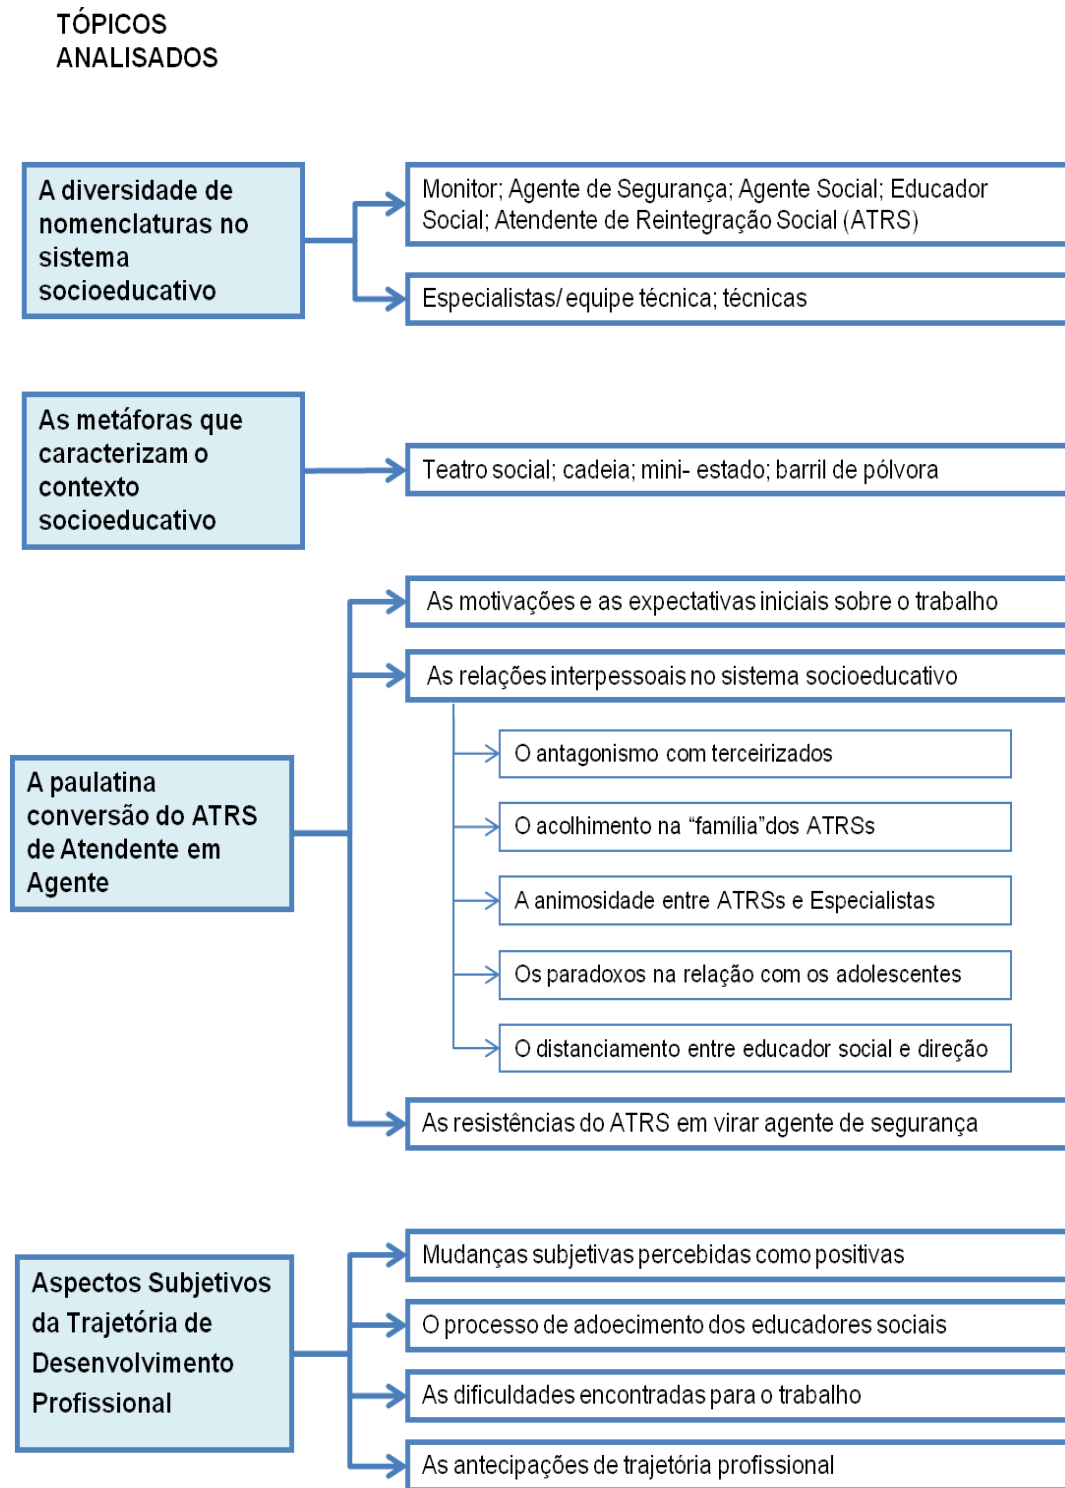 TÓPICOS
ANALISADOS
A diversidade de
nomenclaturas no
sistema
socioeducativo
Monitor; Agente de Segurança; Agente Social; Educador
Social; Atendente de Reintegração Social (ATRS)
Especialistas/ equipe técnica; técnicas
As metáforas que
caracterizam o
contexto
socioeducativo
Teatro social; cadeia; mini- estado; barril de pólvora
A paulatina
conversão do ATRS
de Atendente em
Agente
As motivações e as expectativas iniciais sobre o trabalho
As relações interpessoais no sistema socioeducativo
O antagonismo com terceirizados
O acolhimento na “família”dos ATRSs
A animosidade entre ATRSs e Especialistas
Os paradoxos na relação com os adolescentes
O distanciamento entre educador social e direção
As resistências do ATRS em virar agente de segurança
Aspectos Subjetivos
da Trajetória de
Desenvolvimento
Profissional
Mudanças subjetivas percebidas como positivas
O processo de adoecimento dos educadores sociais
As dificuldades encontradas para o trabalho
As antecipações de trajetória profissional